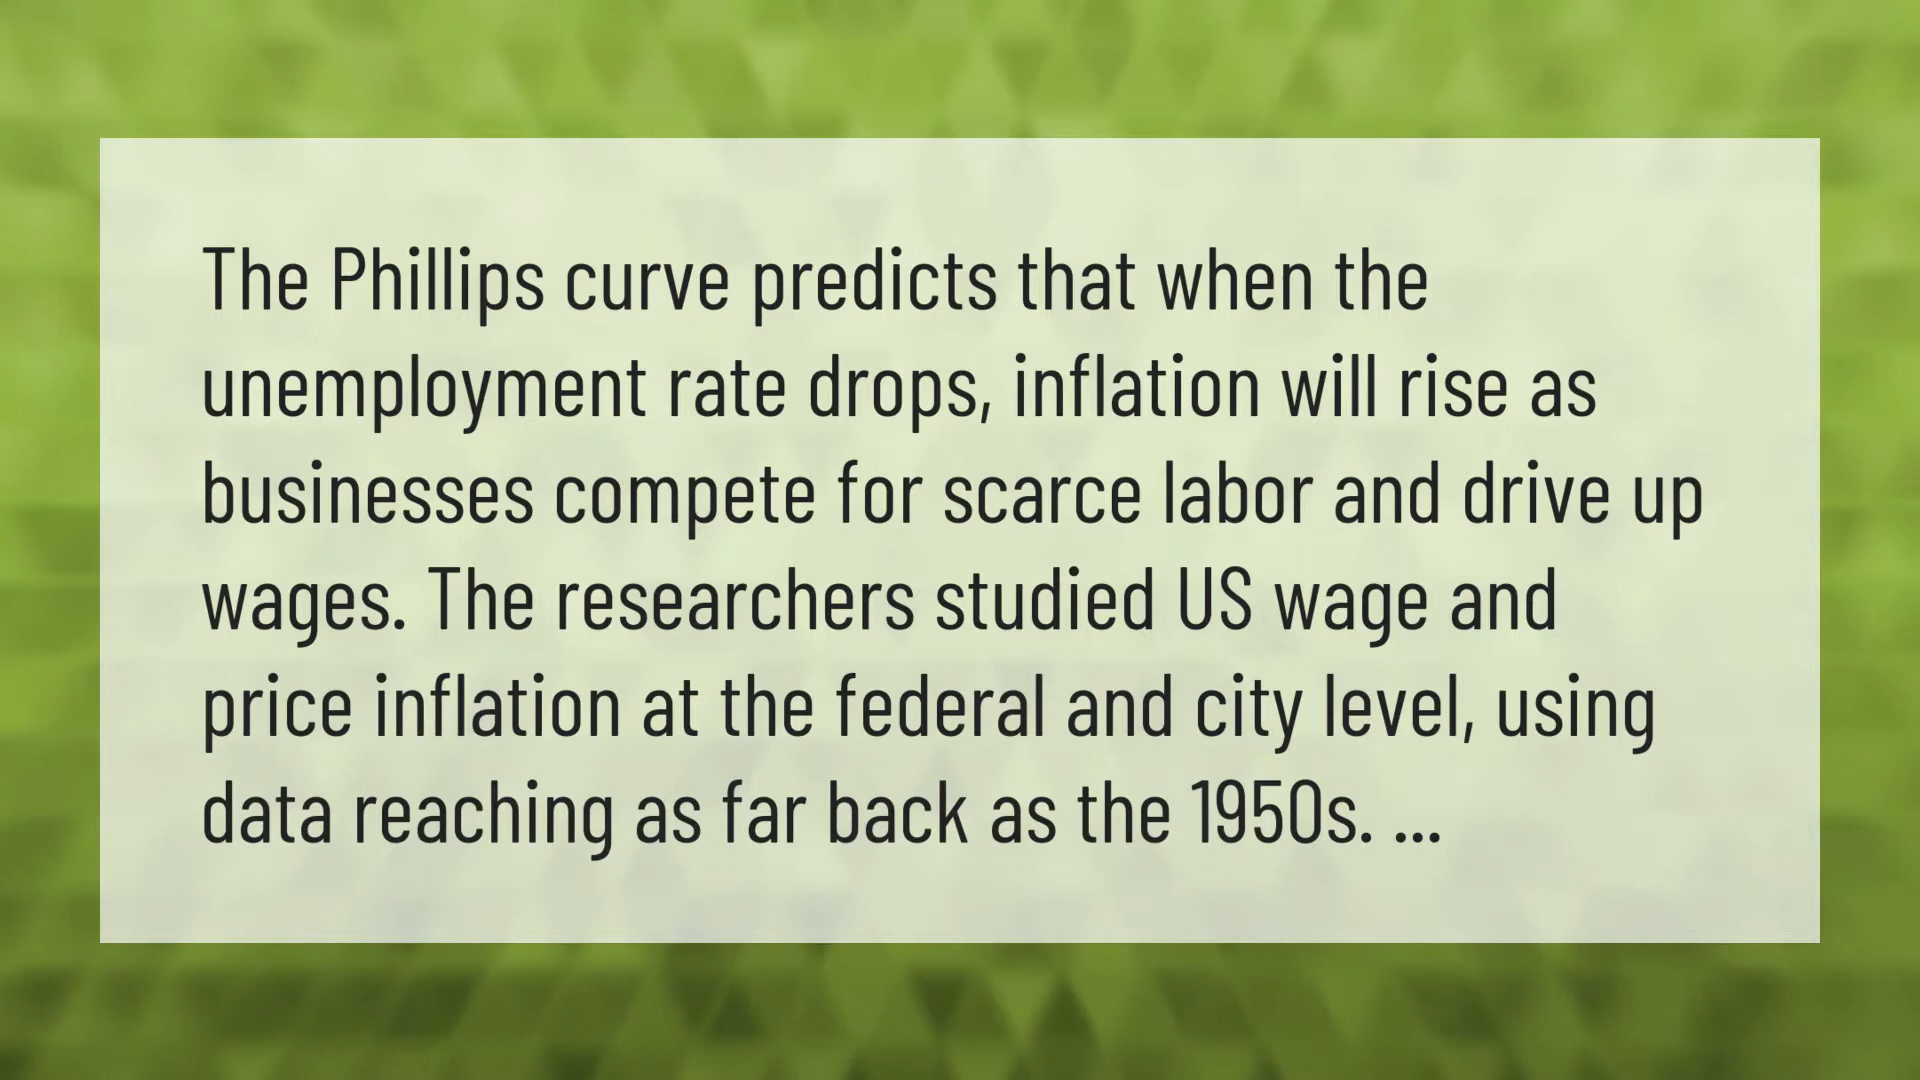 The Phillips curve predicts that when the
unemployment rate drops, inflation will rise as
businesses compete for scarce labor and drive up
wages. The researchers studied US wage and
price inflation at the federal and city level, using
data reaching as far back as the 1950s. ...